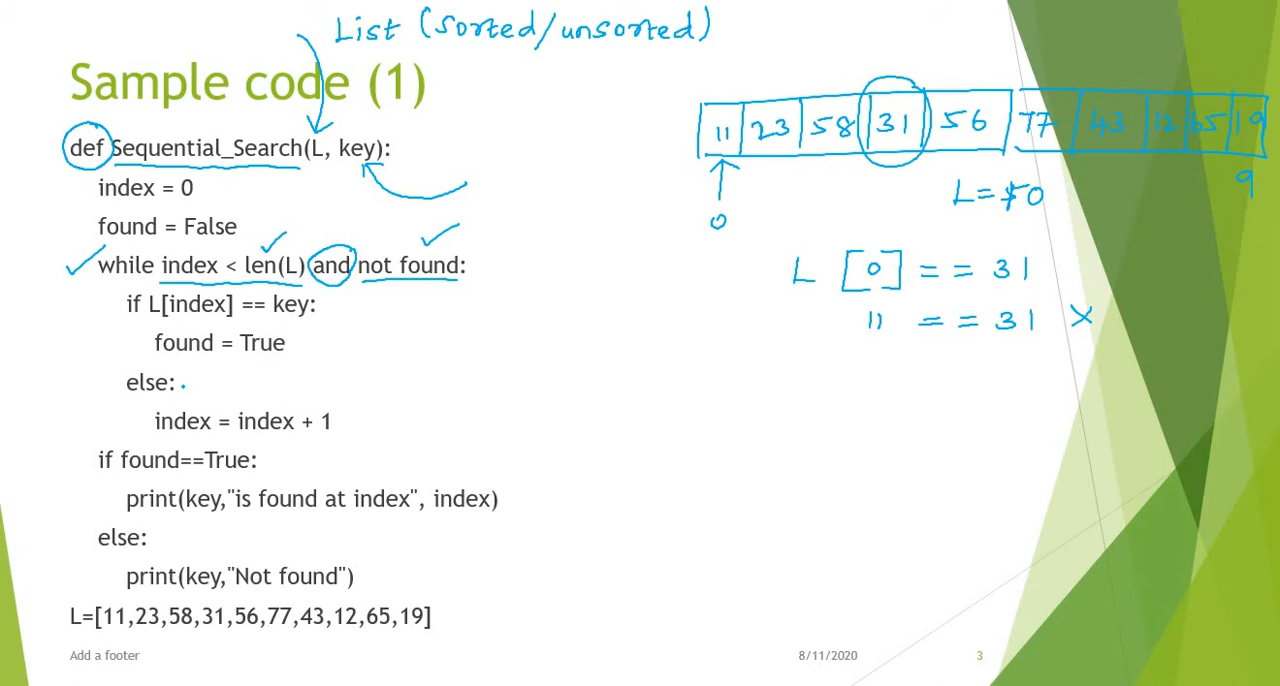 List (sorted/unsorted)
Sample code (1)
def Sequential_Search(L, key):
index = 0
found = False
while index < len(L) and not found:
if L[index] == key:
found = True
else:
index = index + 1
if found==True:
print(key,"is found at index", index)
else:
print(key,"Not found")
L=[11,23,58,31,56,77,43,12,65,19]
11 23 58 31 56 77 43 12 65 19
0 9
L = 10
L [0] == 31
11 == 31 X
Add a footer
8/11/2020
3